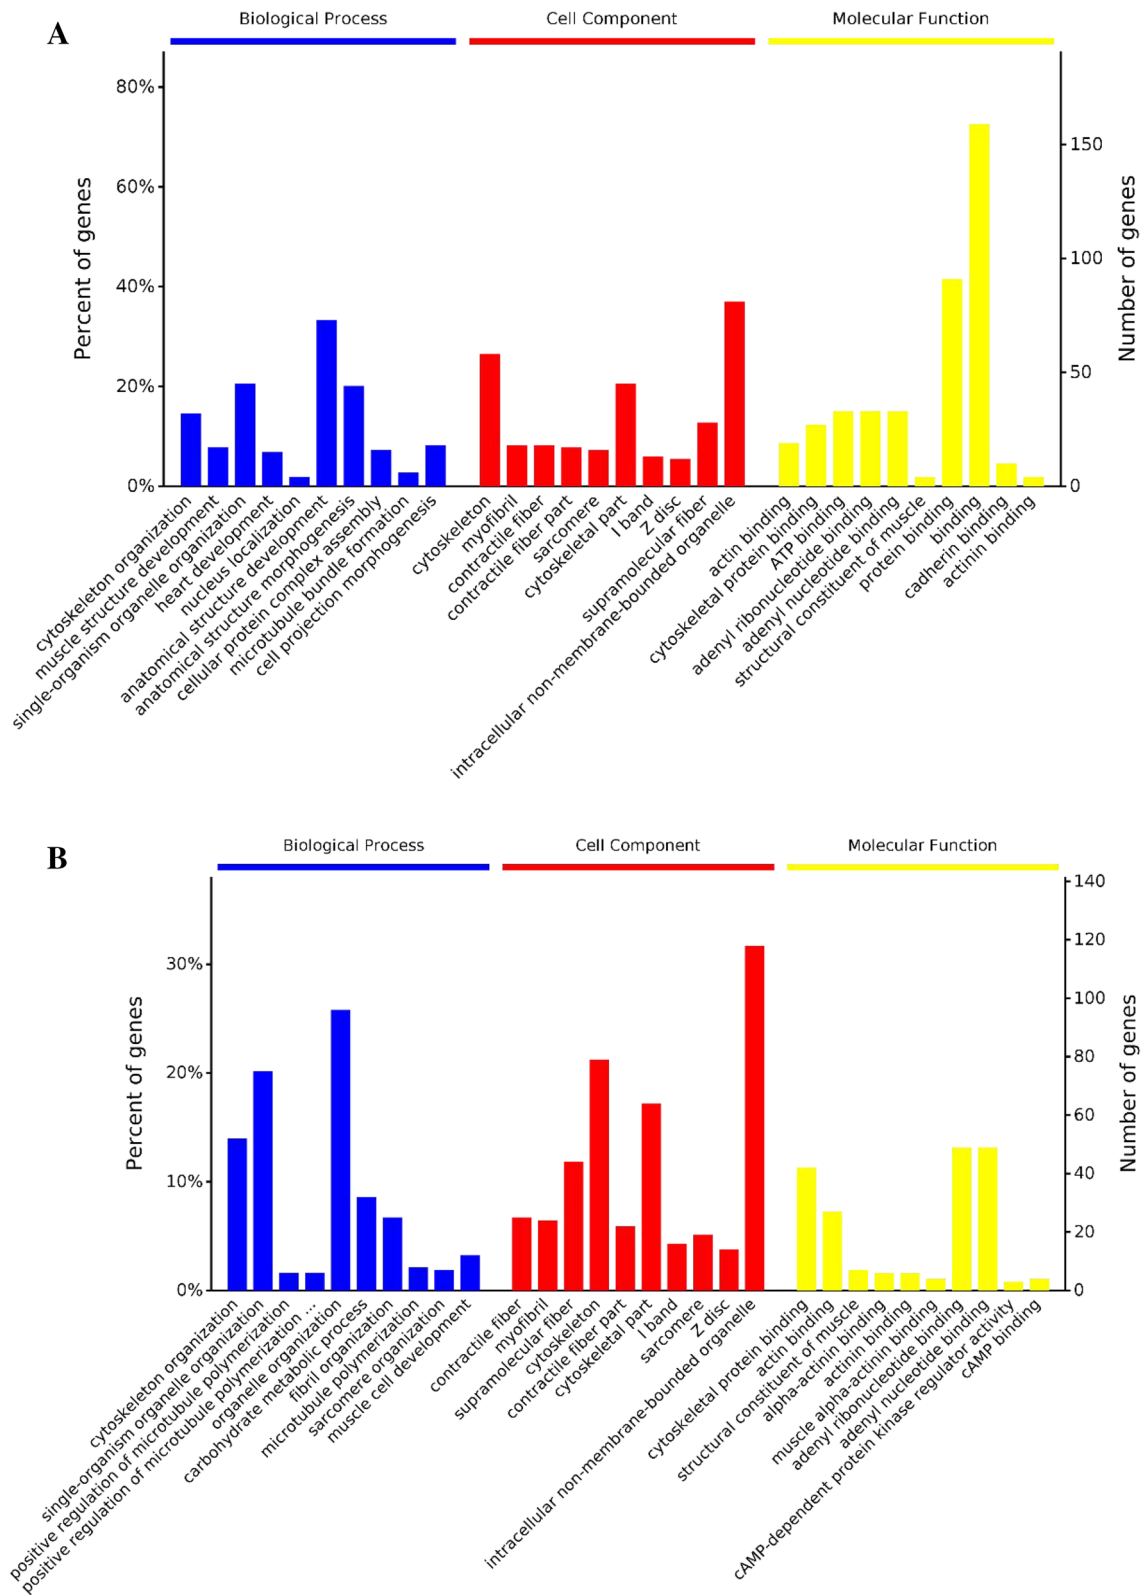 A
Biological Process
Cell Component
Molecular Function
80%
60%
40%
20%
0%
Percent of genes
150
100
50
0
Number of genes
cytoskeleton organization
muscle structure development
single-organism organelle organization
heart development
nucleus localization
anatomical structure development
anatomical structure morphogenesis
cellular protein complex assembly
microtubule bundle formation
cell projection morphogenesis
cytoskeleton
myofibril
contractile fiber
contractile fiber part
sarcomere
cytoskeletal part
I band
Z disc
supramolecular fiber
intracellular non-membrane-bounded organelle
actin binding
cytoskeletal protein binding
ATP binding
adenyl ribonucleotide binding
adenyl nucleotide binding
structural constituent of muscle
protein binding
binding
cadherin binding
actinin binding
B
Biological Process
Cell Component
Molecular Function
30%
20%
10%
0%
Percent of genes
140
120
100
80
60
40
20
0
Number of genes
cytoskeleton organization
single-organism organelle organization
positive regulation of microtubule polymerization
positive regulation of microtubule polymerization ...
organelle organization
carbohydrate metabolic process
fibril organization
microtubule polymerization
sarcomere organization
muscle cell development
contractile fiber
myofibril
supramolecular fiber
cytoskeleton
contractile fiber part
cytoskeletal part
I band
sarcomere
Z disc
intracellular non-membrane-bounded organelle
cytoskeletal protein binding
actin binding
structural constituent of muscle
alpha-actinin binding
actinin binding
muscle alpha-actinin binding
adenyl ribonucleotide binding
adenyl nucleotide binding
cAMP-dependent protein kinase regulator activity
cAMP binding